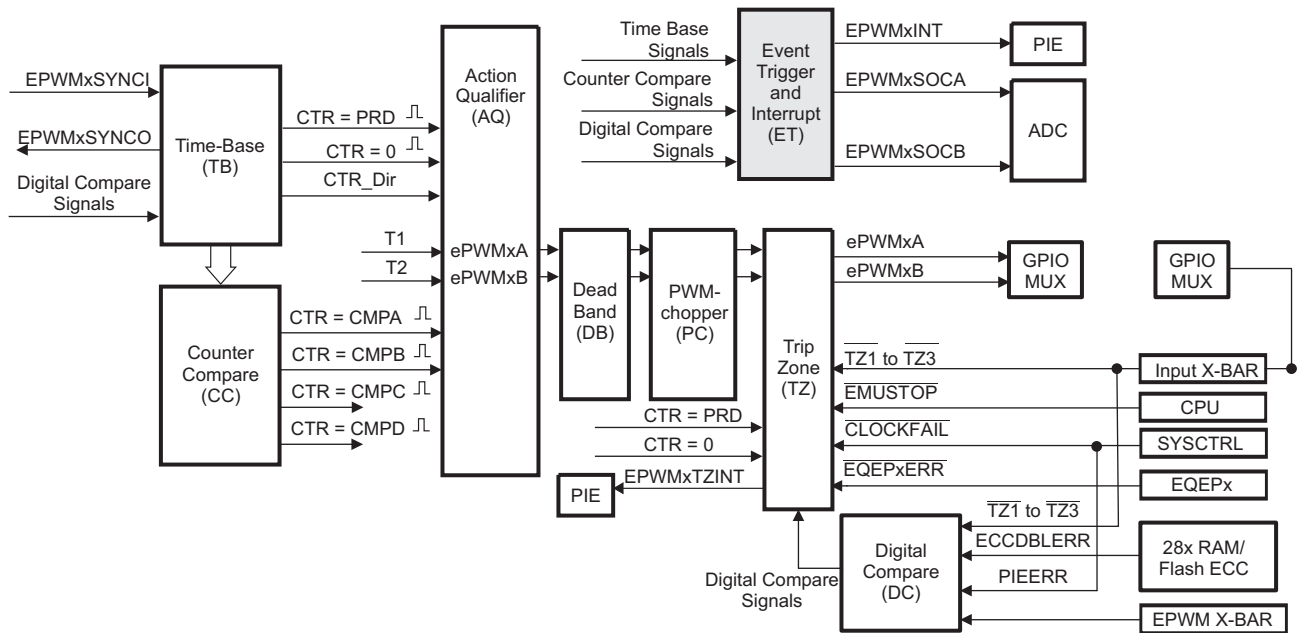 EPWMxSYNCI
EPWMxSYNCO
Digital Compare
Signals
Time-Base
(TB)
CTR = PRD
CTR = 0
CTR_Dir
Counter
Compare
(CC)
CTR = CMPA
CTR = CMPB
CTR = CMPC
CTR = CMPD
T1
T2
Action
Qualifier
(AQ)
ePWMxA
ePWMxB
Time Base
Signals
Counter Compare
Signals
Digital Compare
Signals
Event
Trigger
and
Interrupt
(ET)
EPWMxINT
EPWMxSOCA
EPWMxSOCB
PIE
ADC
Dead
Band
(DB)
PWM-
chopper
(PC)
Trip
Zone
(TZ)
ePWMxA
ePWMxB
GPIO
MUX
GPIO
MUX
TZ1 to TZ3
EMUSTOP
CLOCKFAIL
EQEPxERR
Input X-BAR
CPU
SYSCTRL
EQEPx
CTR = PRD
CTR = 0
EPWMxTZINT
PIE
TZ1 to TZ3
ECCDBLERR
PIEERR
Digital
Compare
(DC)
Digital Compare
Signals
28x RAM/
Flash ECC
EPWM X-BAR